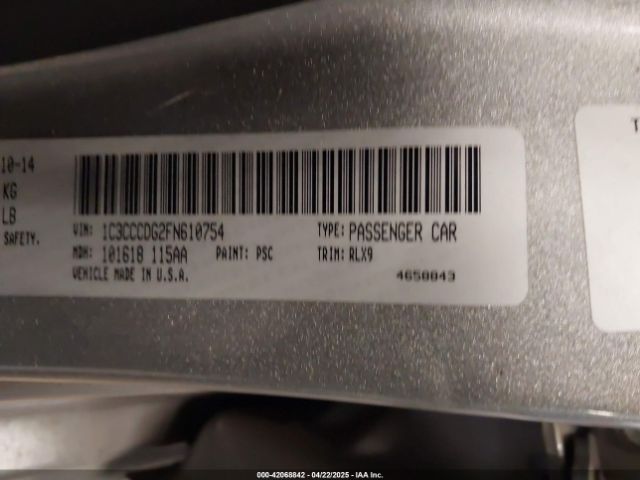 10-14
KG
LB
SAFETY.
VIN: 1C3CCCDG2FN610754 TYPE: PASSENGER CAR
MDH: 101618 115AA PAINT: PSC TRIM: RLX9
VEHICLE MADE IN U.S.A. 4658843
T
000-42068842 - 04/22/2025 - IAA Inc.